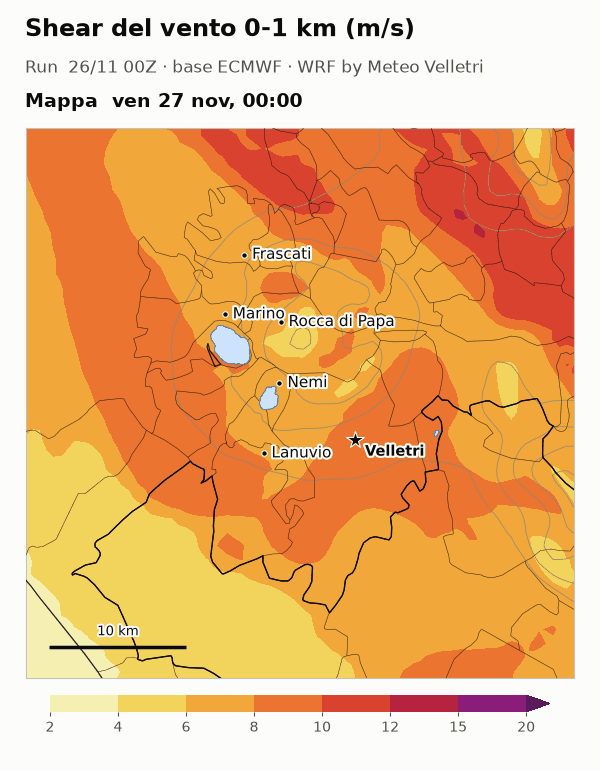 Shear del vento 0-1 km (m/s)
Run 26/11 00Z · base ECMWF · WRF by Meteo Velletri
Mappa ven 27 nov, 00:00
Frascati
Marino
Rocca di Papa
Nemi
Velletri
Lanuvio
10 km
2 4 6 8 10 12 15 20